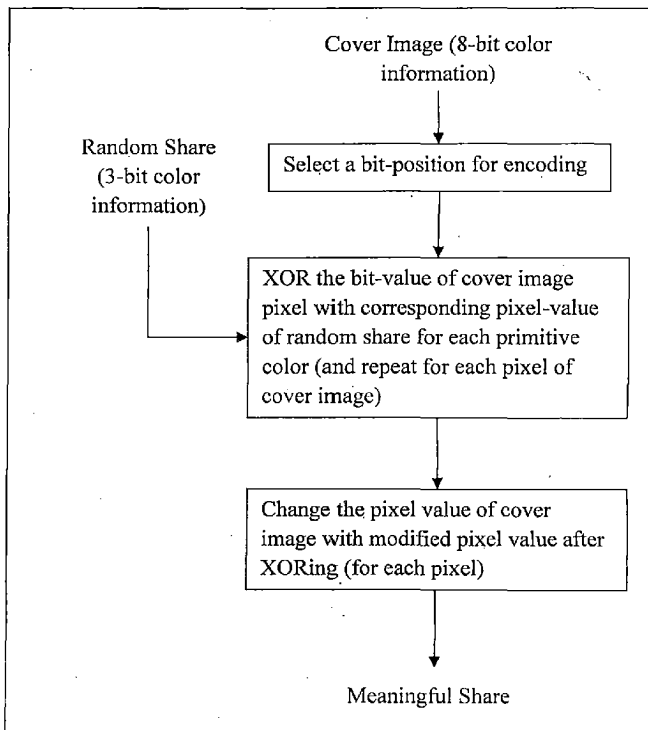 Cover Image (8-bit color
information)
Random Share
(3-bit color
information)
Select a bit-position for encoding
XOR the bit-value of cover image
pixel with corresponding pixel-value
of random share for each primitive
color (and repeat for each pixel of
cover image)
Change the pixel value of cover
image with modified pixel value after
XORing (for each pixel)
Meaningful Share